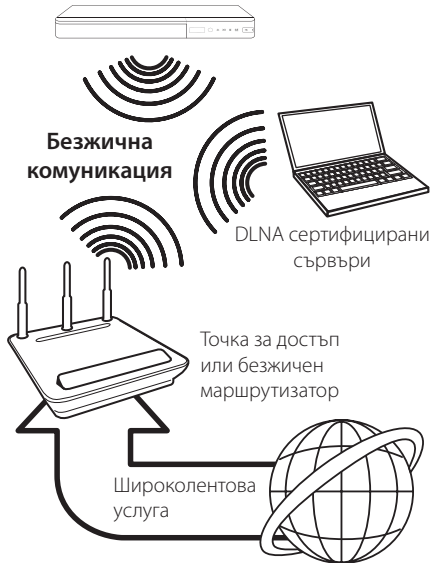 Безжична
комуникация
DLNA сертифицирани
сървъри
Точка за достъп
или безжичен
маршрутизатор
Широколентова
услуга